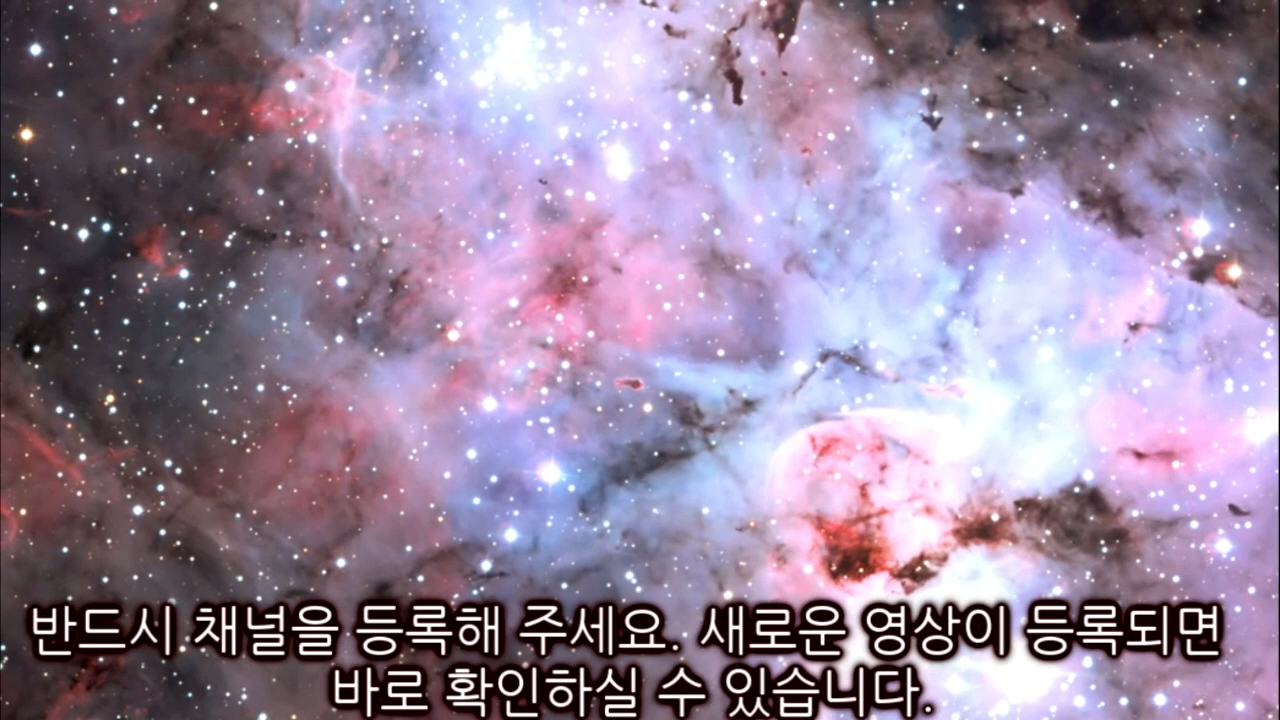 반드시 채널을 등록해 주세요. 새로운 영상이 등록되면
바로 확인하실 수 있습니다.